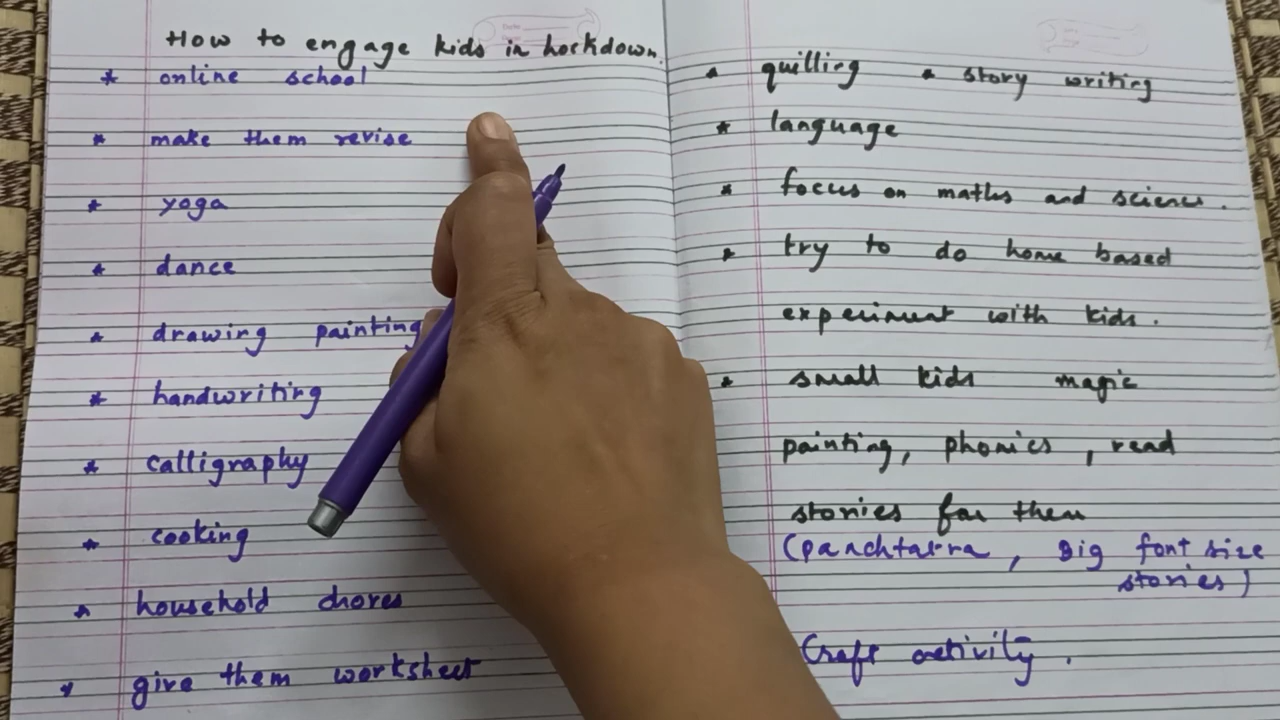 How to engage kids in hockdown.
* online school
* make them revise
* yoga
* dance
* drawing painting
* handwriting
* calligraphy
* cooking
* household chores
* give them worksheet
* quilling * story writing
* language
* focus on maths and science.
* try to do home based
experiment with kids.
* small kids magic
painting, phonics, read
stories for them
(panchtatra, Big font size
stories)
Craft activity.